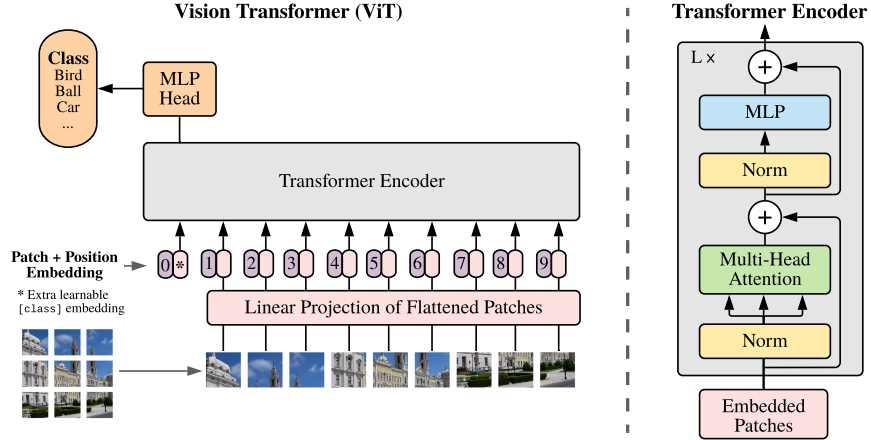 Vision Transformer (ViT)
Class
Bird
Ball
Car
...
MLP
Head
Transformer Encoder
Patch + Position
Embedding
0 * 1 2 3 4 5 6 7 8 9
* Extra learnable
[class] embedding
Linear Projection of Flattened Patches
Transformer Encoder
L x
+
MLP
Norm
+
Multi-Head
Attention
Norm
Embedded
Patches